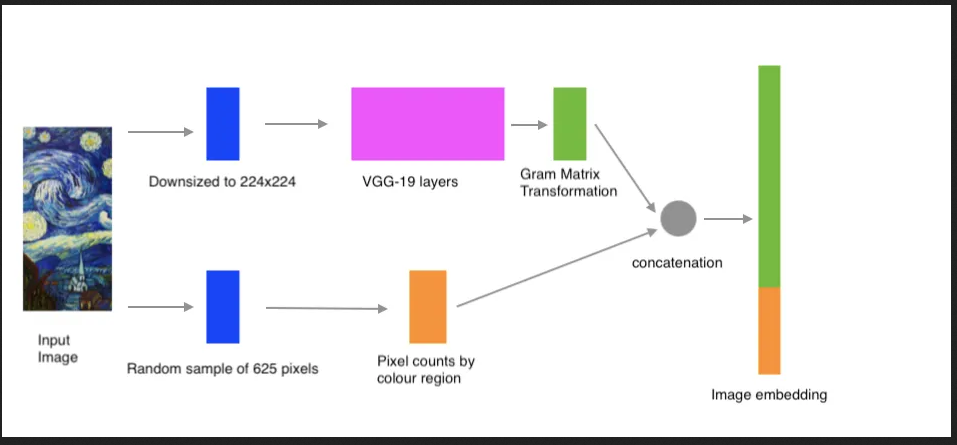 Downsized to 224x224
VGG-19 layers
Gram Matrix
Transformation
concatenation
Input
Image
Random sample of 625 pixels
Pixel counts by
colour region
Image embedding